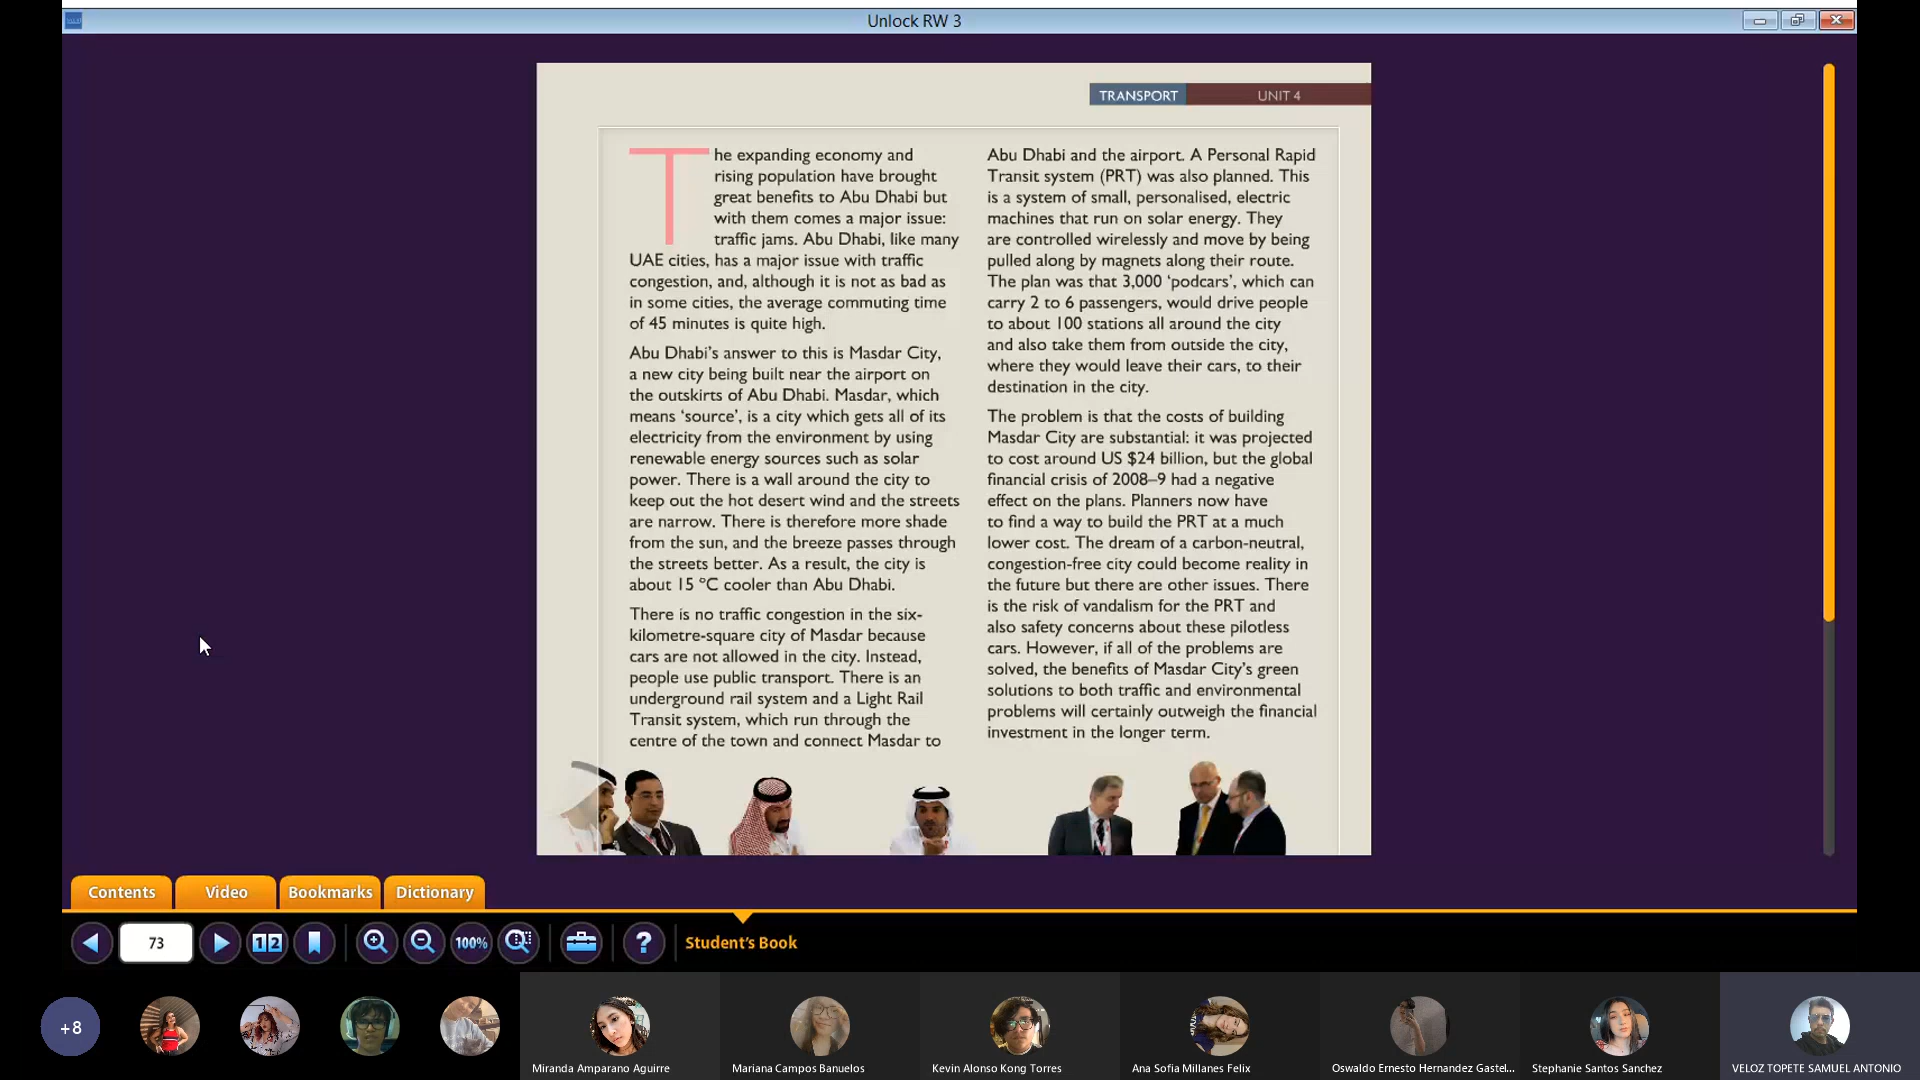 Unlock RW 3
TRANSPORT
UNIT 4
The expanding economy and
rising population have brought
great benefits to Abu Dhabi but
with them comes a major issue:
traffic jams. Abu Dhabi, like many
UAE cities, has a major issue with traffic
congestion, and, although it is not as bad as
in some cities, the average commuting time
of 45 minutes is quite high.
Abu Dhabi's answer to this is Masdar City,
a new city being built near the airport on
the outskirts of Abu Dhabi. Masdar, which
means 'source', is a city which gets all of its
electricity from the environment by using
renewable energy sources such as solar
power. There is a wall around the city to
keep out the hot desert wind and the streets
are narrow. There is therefore more shade
from the sun, and the breeze passes through
the streets better. As a result, the city is
about 15 ºC cooler than Abu Dhabi.
There is no traffic congestion in the six-
kilometre-square city of Masdar because
cars are not allowed in the city. Instead,
people use public transport. There is an
underground rail system and a Light Rail
Transit system, which run through the
centre of the town and connect Masdar to
Abu Dhabi and the airport. A Personal Rapid
Transit system (PRT) was also planned. This
is a system of small, personalised, electric
machines that run on solar energy. They
are controlled wirelessly and move by being
pulled along by magnets along their route.
The plan was that 3,000 'podcars', which can
carry 2 to 6 passengers, would drive people
to about 100 stations all around the city
and also take them from outside the city,
where they would leave their cars, to their
destination in the city.
The problem is that the costs of building
Masdar City are substantial: it was projected
to cost around US $24 billion, but the global
financial crisis of 2008–9 had a negative
effect on the plans. Planners now have
to find a way to build the PRT at a much
lower cost. The dream of a carbon-neutral,
congestion-free city could become reality in
the future but there are other issues. There
is the risk of vandalism for the PRT and
also safety concerns about these pilotless
cars. However, if all of the problems are
solved, the benefits of Masdar City's green
solutions to both traffic and environmental
problems will certainly outweigh the financial
investment in the longer term.
Contents
Video
Bookmarks
Dictionary
73
12
100%
?
Student's Book
+8
Miranda Amparano Aguirre
Mariana Campos Banuelos
Kevin Alonso Kong Torres
Ana Sofia Millanes Felix
Oswaldo Ernesto Hernandez Gastel...
Stephanie Santos Sanchez
VELOZ TOPETE SAMUEL ANTONIO